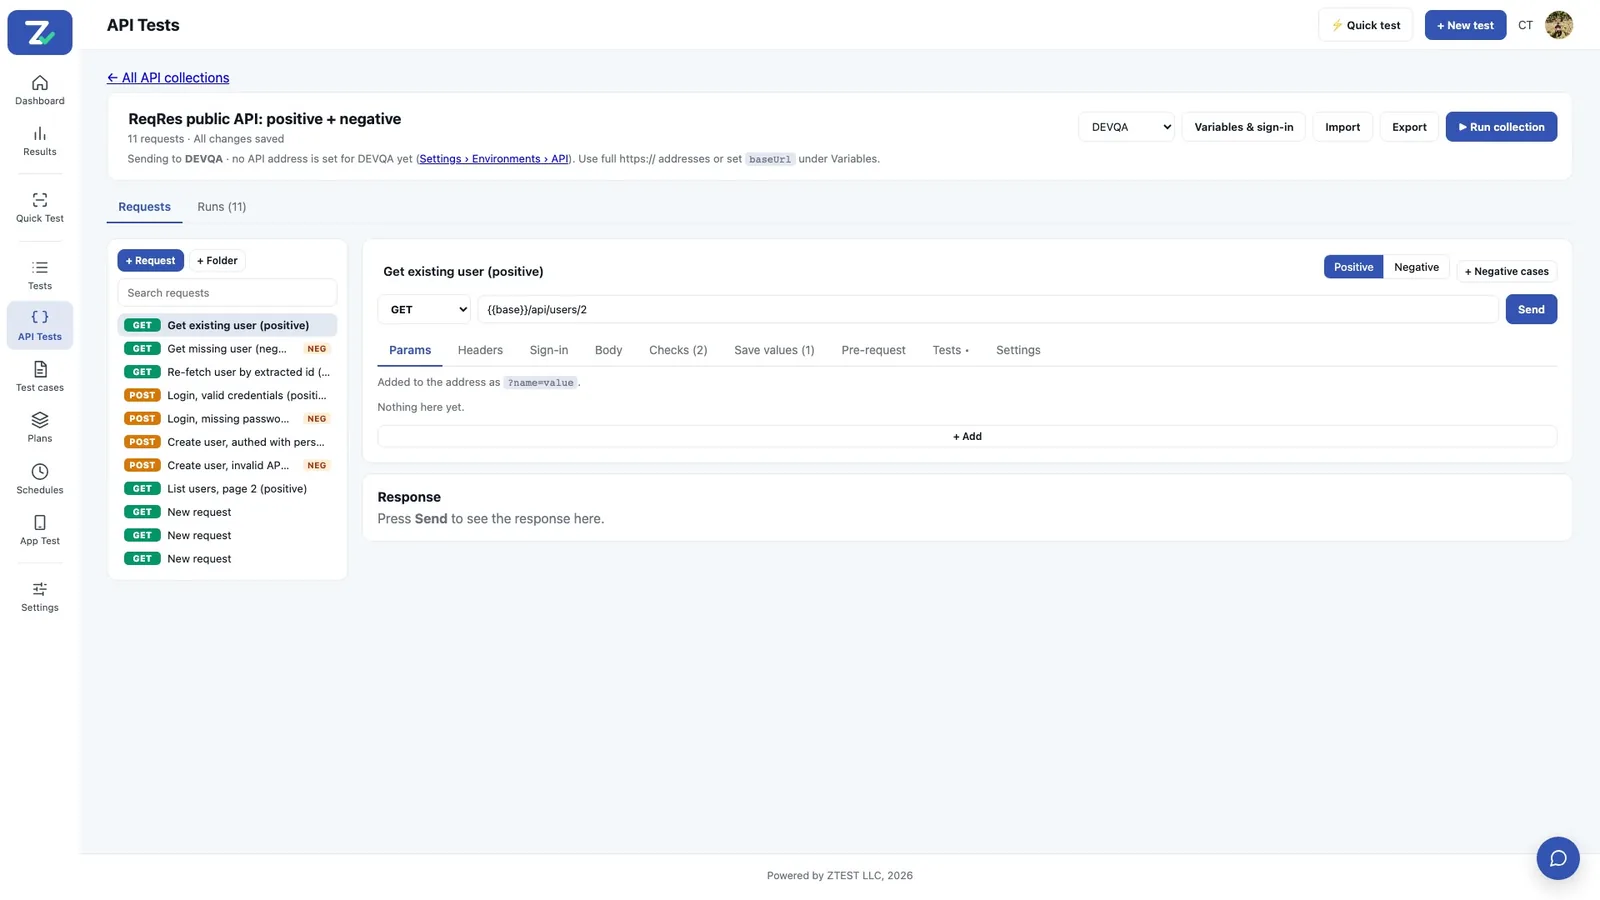 API Tests
⚡ Quick test
+ New test
CT
Dashboard
Results
Quick Test
Tests
API Tests
Test cases
Plans
Schedules
App Test
Settings
← All API collections
ReqRes public API: positive + negative
11 requests · All changes saved
Sending to DEVQA · no API address is set for DEVQA yet (Settings › Environments › API). Use full https:// addresses or set baseUrl under Variables.
DEVQA
Variables & sign-in
Import
Export
▶ Run collection
Requests
Runs (11)
+ Request
+ Folder
Search requests
GET Get existing user (positive)
GET Get missing user (neg... NEG
GET Re-fetch user by extracted id (...
POST Login, valid credentials (positi...
POST Login, missing passwo... NEG
POST Create user, authed with pers...
POST Create user, invalid AP... NEG
GET List users, page 2 (positive)
GET New request
GET New request
GET New request
Get existing user (positive)
Positive
Negative
+ Negative cases
GET
{{base}}/api/users/2
Send
Params
Headers
Sign-in
Body
Checks (2)
Save values (1)
Pre-request
Tests •
Settings
Added to the address as ?name=value.
Nothing here yet.
+ Add
Response
Press Send to see the response here.
Powered by ZTEST LLC, 2026